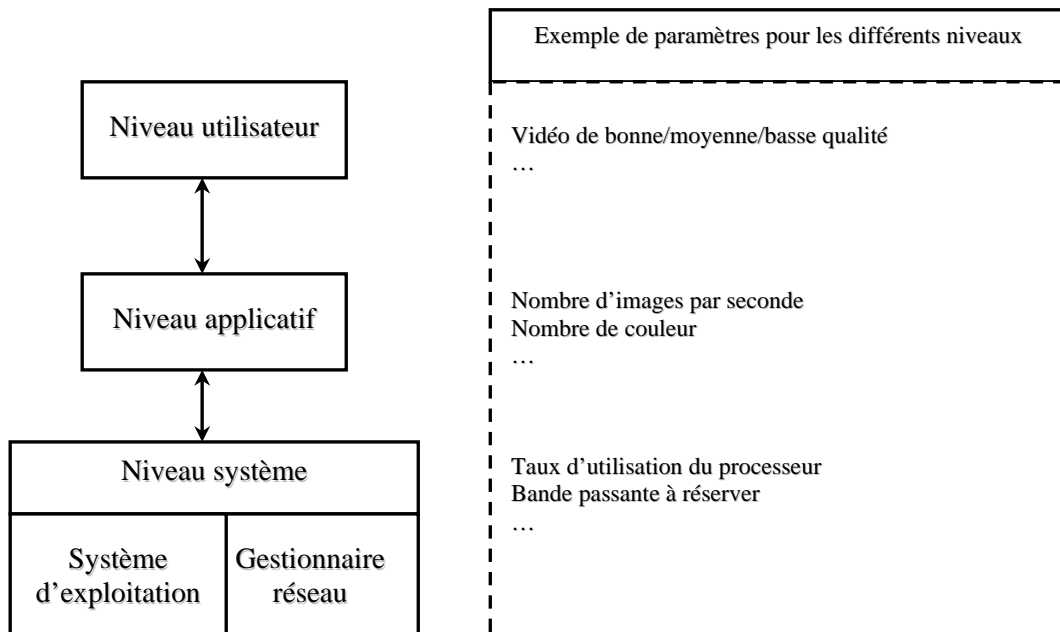 Exemple de paramètres pour les différents niveaux
Niveau utilisateur
Vidéo de bonne/moyenne/basse qualité
…
Niveau applicatif
Nombre d’images par seconde
Nombre de couleur
…
Niveau système
Taux d’utilisation du processeur
Bande passante à réserver
…
Système
d’exploitation
Gestionnaire
réseau